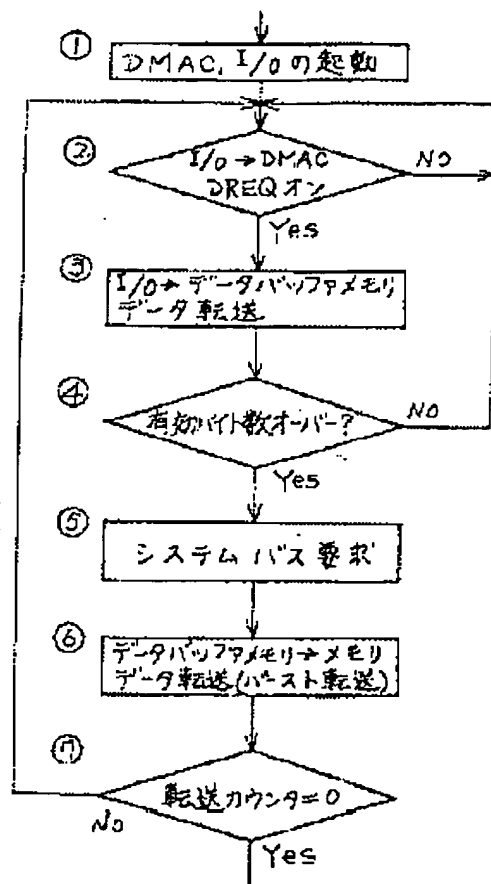 ①
DMAC, I/Oの起動
②
I/O→DMAC
DREQオン
NO
Yes
③
I/O→データバッファメモリ
データ転送
④
有効バイト数オーバー?
NO
Yes
⑤
システムバス要求
⑥
データバッファメモリ→メモリ
データ転送(バースト転送)
⑦
転送カウンタ=0
No
Yes